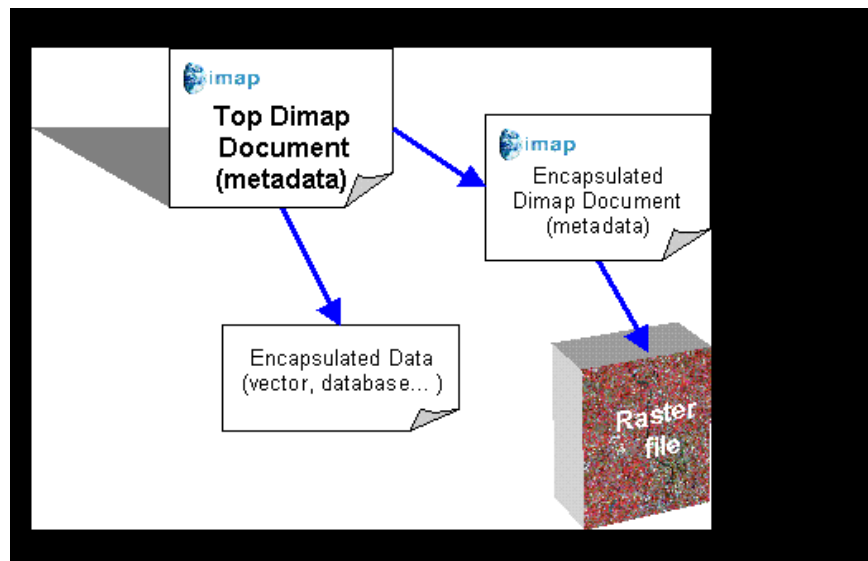 imap
Top Dimap
Document
(metadata)
imap
Encapsulated
Dimap Document
(metadata)
Encapsulated Data
(vector, database... )
Raster
file